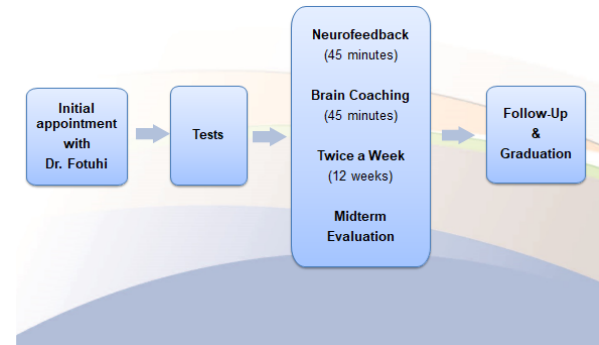 Initial
appointment
with
Dr. Fotuhi
Tests
Neurofeedback
(45 minutes)
Brain Coaching
(45 minutes)
Twice a Week
(12 weeks)
Midterm
Evaluation
Follow-Up
&
Graduation